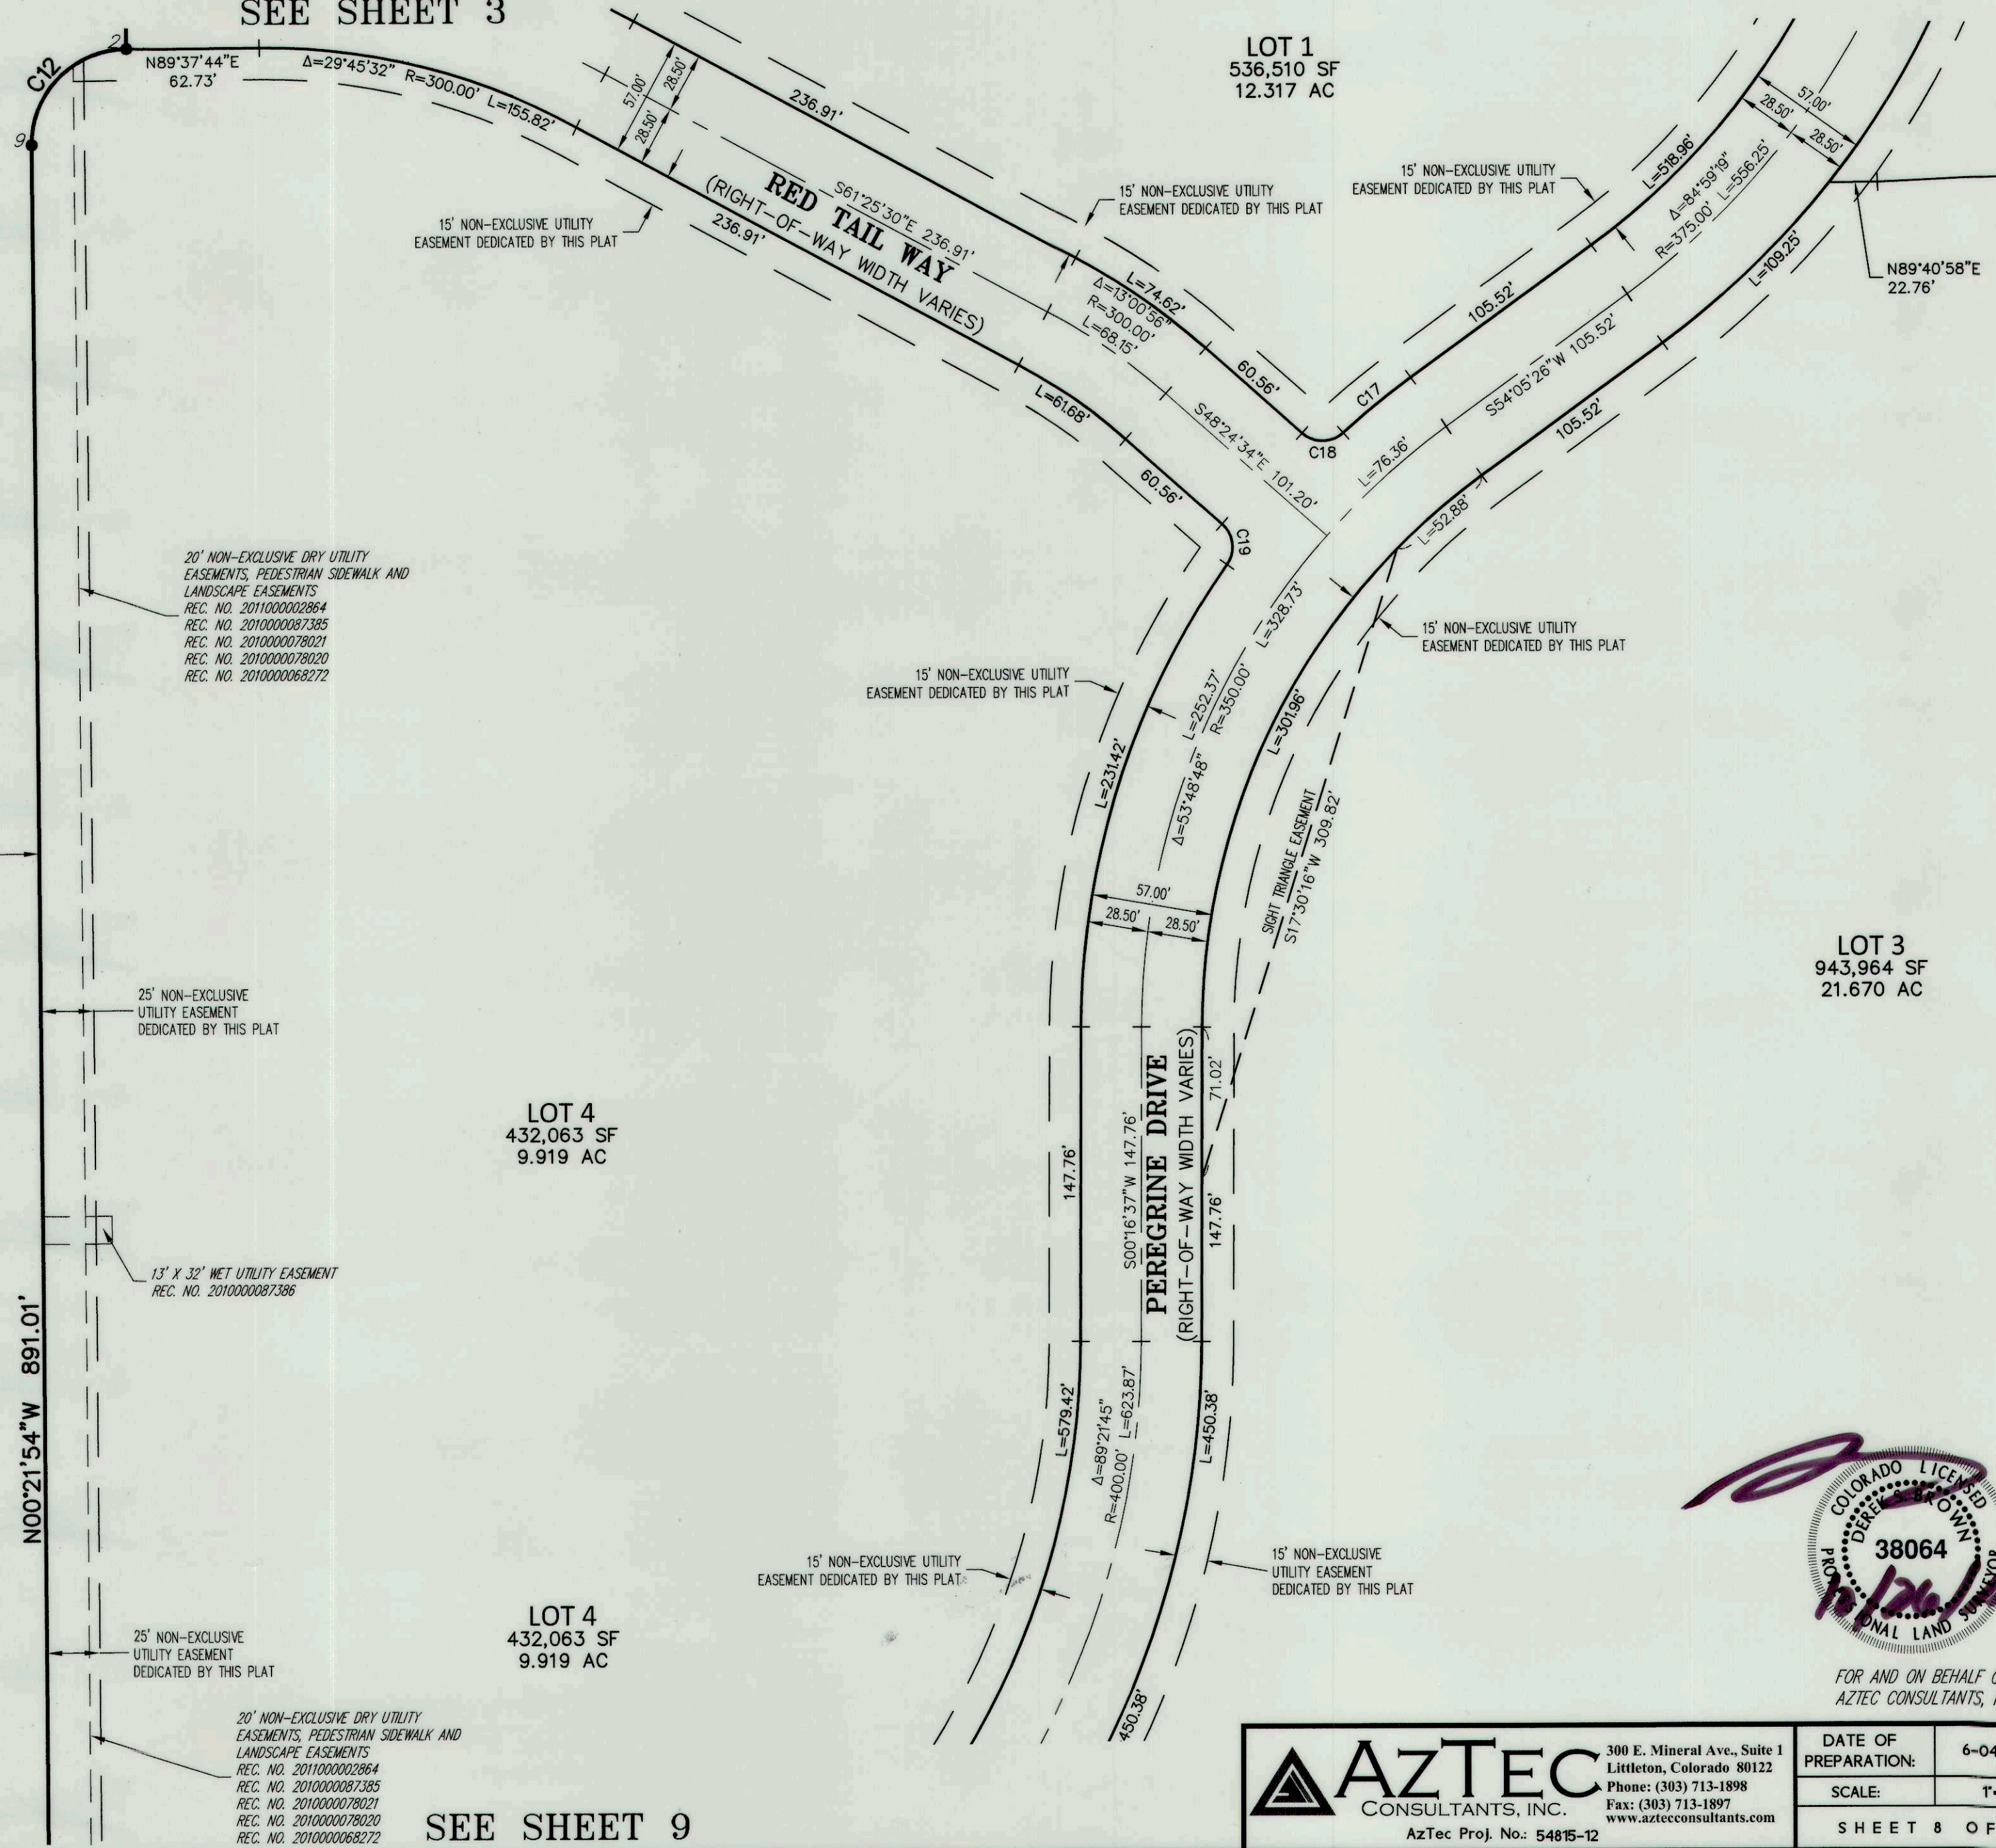 SEE SHEET 3
2
C12
9
N89°37'44"E
62.73'
Δ=29°45'32" R=300.00' L=155.82'
57.00'
28.50'
28.50'
236.91'
LOT 1
536,510 SF
12.317 AC
57.00'
28.50'
28.50'
15' NON-EXCLUSIVE UTILITY
EASEMENT DEDICATED BY THIS PLAT
15' NON-EXCLUSIVE UTILITY
EASEMENT DEDICATED BY THIS PLAT
15' NON-EXCLUSIVE UTILITY
EASEMENT DEDICATED BY THIS PLAT
L=518.96'
Δ=84°59'19"
R=375.00' L=556.25'
L=109.25'
N89°40'58"E
22.76'
S61°25'30"E 236.91'
RED TAIL WAY
(RIGHT-OF-WAY WIDTH VARIES)
236.91'
L=74.62'
Δ=13°00'56"
R=300.00'
L=68.15'
105.52'
60.56'
C17
C18
S54°05'26"W 105.52'
L=61.68'
S48°24'34"E 101.20'
L=76.36'
105.52'
60.56'
L=52.88'
C19
20' NON-EXCLUSIVE DRY UTILITY
EASEMENTS, PEDESTRIAN SIDEWALK AND
LANDSCAPE EASEMENTS
REC. NO. 2011000002864
REC. NO. 2010000087385
REC. NO. 2010000078021
REC. NO. 2010000078020
REC. NO. 2010000068272
L=328.73'
15' NON-EXCLUSIVE UTILITY
EASEMENT DEDICATED BY THIS PLAT
15' NON-EXCLUSIVE UTILITY
EASEMENT DEDICATED BY THIS PLAT
Δ=53°48'48" L=252.37'
R=350.00'
L=301.96'
L=231.42'
SIGHT TRIANGLE EASEMENT
S17°30'16"W 309.82'
57.00'
28.50'
28.50'
LOT 3
943,964 SF
21.670 AC
25' NON-EXCLUSIVE
UTILITY EASEMENT
DEDICATED BY THIS PLAT
LOT 4
432,063 SF
9.919 AC
147.76'
S00°16'37"W 147.76'
PEREGRINE DRIVE
(RIGHT-OF-WAY WIDTH VARIES)
71.02'
147.76'
13' X 32' WET UTILITY EASEMENT
REC. NO. 2010000087386
N00°21'54"W 891.01'
L=579.42'
Δ=89°21'45"
R=400.00' L=623.87'
L=450.38'
15' NON-EXCLUSIVE UTILITY
EASEMENT DEDICATED BY THIS PLAT
15' NON-EXCLUSIVE
UTILITY EASEMENT
DEDICATED BY THIS PLAT
LOT 4
432,063 SF
9.919 AC
25' NON-EXCLUSIVE
UTILITY EASEMENT
DEDICATED BY THIS PLAT
450.38'
20' NON-EXCLUSIVE DRY UTILITY
EASEMENTS, PEDESTRIAN SIDEWALK AND
LANDSCAPE EASEMENTS
REC. NO. 2011000002864
REC. NO. 2010000087385
REC. NO. 2010000078021
REC. NO. 2010000078020
REC. NO. 2010000068272
SEE SHEET 9
COLORADO LICENSED
DEREK S. BROWN
38064
LAND SURVEYOR
FOR AND ON BEHALF
AZTEC CONSULTANTS,
AZTEC
CONSULTANTS, INC.
300 E. Mineral Ave., Suite 1
Littleton, Colorado 80122
Phone: (303) 713-1898
Fax: (303) 713-1897
www.aztecconsultants.com
AzTec Proj. No.: 54815-12
DATE OF
PREPARATION:
6-04
SCALE:
1"
SHEET 8 OF